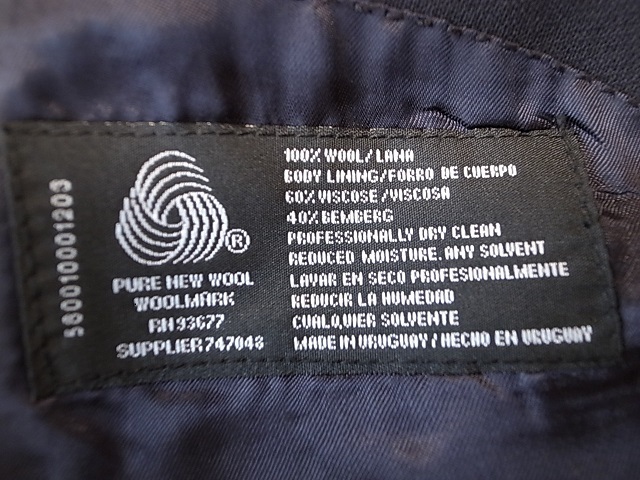 560010001203
®
PURE NEW WOOL
WOOLMARK
RN 93677
SUPPLIER 747048
100% WOOL/LANA
BODY LINING/FORRO DE CUERPO
60% VISCOSE/VISCOSA
40% BEMBERG
PROFESSIONALLY DRY CLEAN
REDUCED MOISTURE. ANY SOLVENT
LAVAR EN SECO PROFESIONALMENTE
REDUCIR LA HUMEDAD
CUALQUIER SOLVENTE
MADE IN URUGUAY/HECHO EN URUGUAY